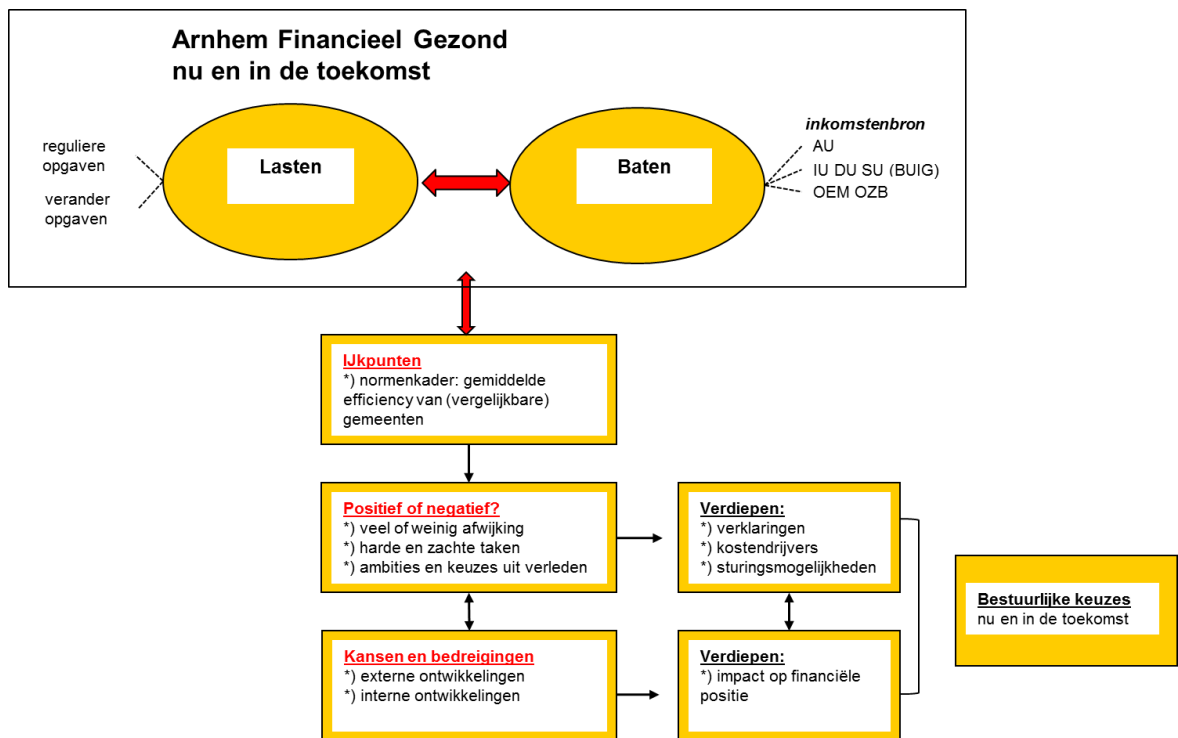 Arnhem Financieel Gezond
nu en in de toekomst
reguliere
opgaven
verander
opgaven
Lasten
Baten
inkomstenbron
AU
IU DU SU (BUIG)
OEM OZB
IJkpunten
*) normenkader: gemiddelde
efficiency van (vergelijkbare)
gemeenten
Positief of negatief?
*) veel of weinig afwijking
*) harde en zachte taken
*) ambities en keuzes uit verleden
Verdiepen:
*) verklaringen
*) kostendrijvers
*) sturingsmogelijkheden
Kansen en bedreigingen
*) externe ontwikkelingen
*) interne ontwikkelingen
Verdiepen:
*) impact op financiële
positie
Bestuurlijke keuzes
nu en in de toekomst